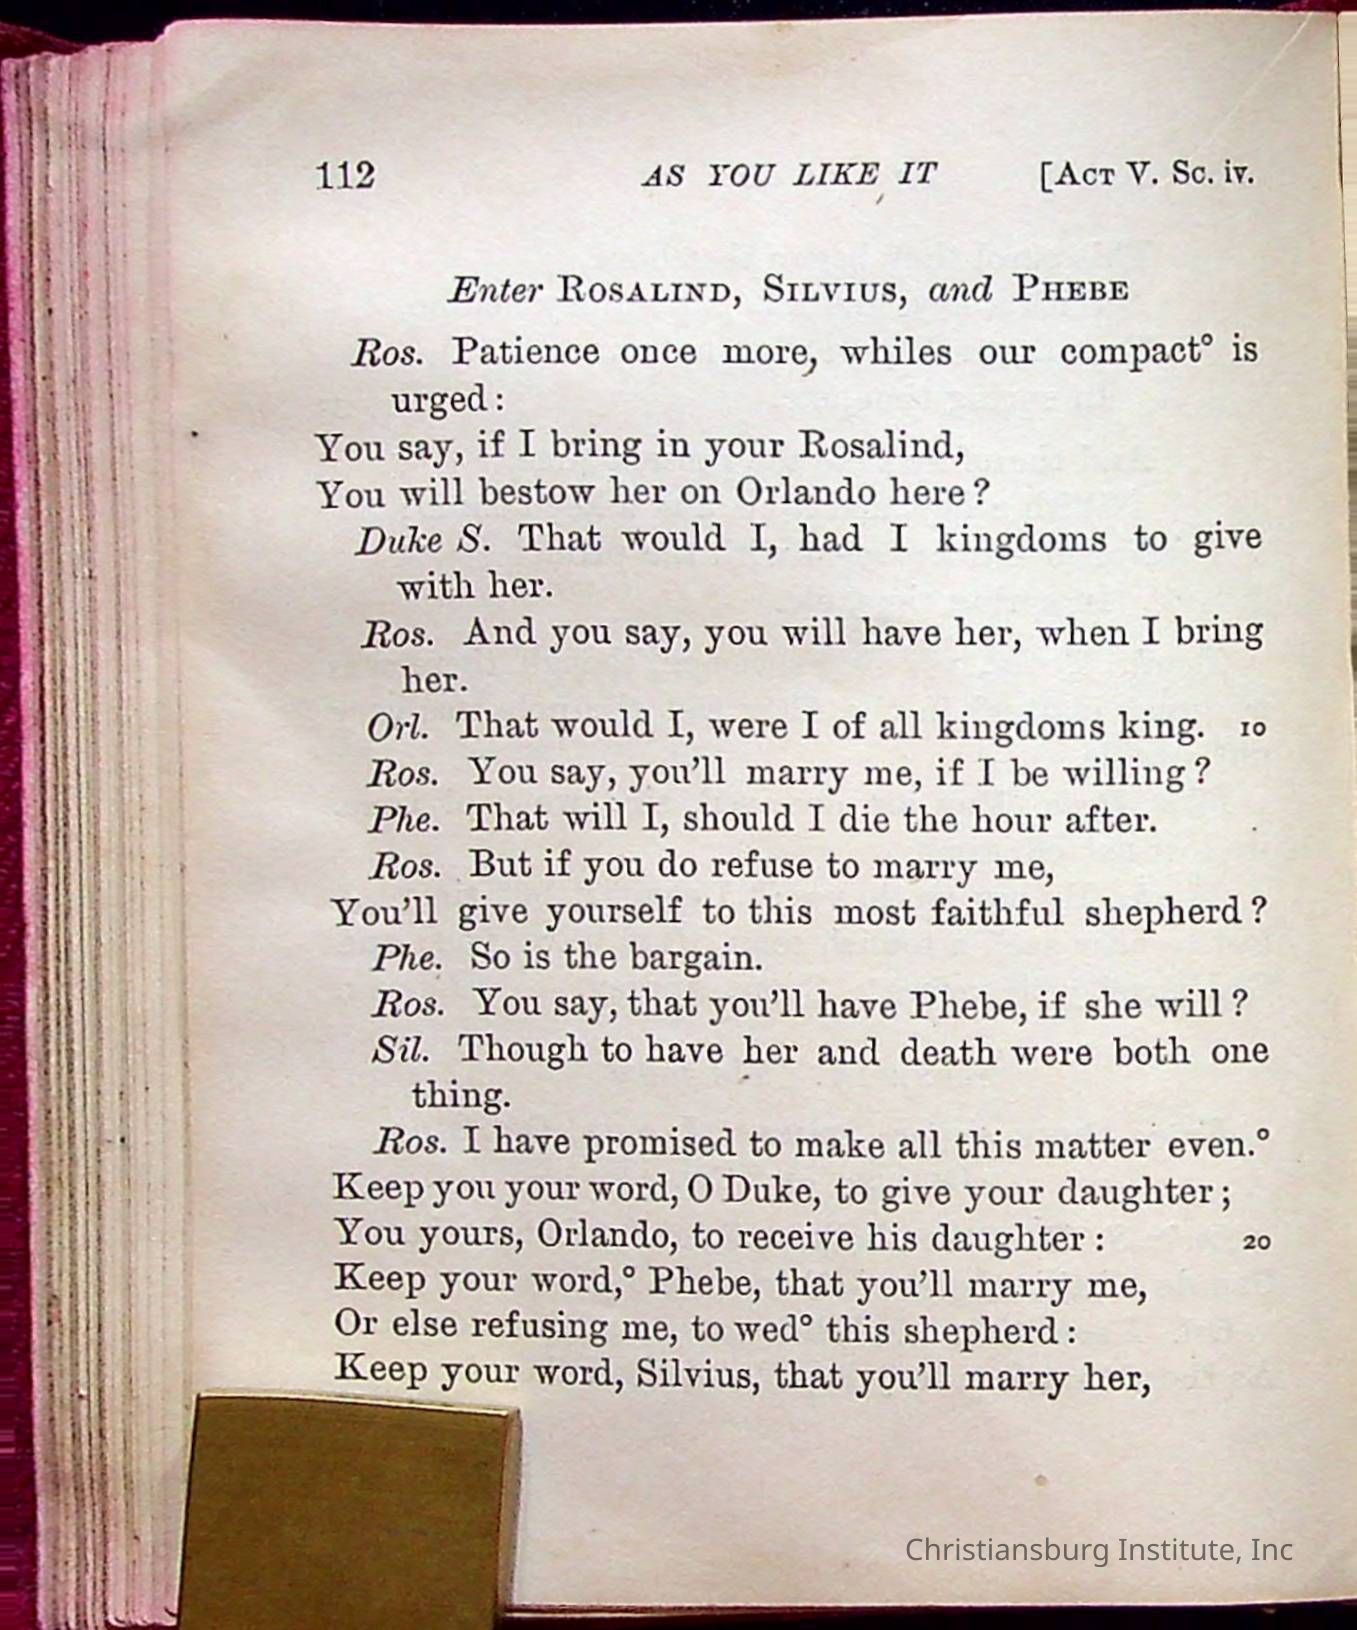 112 AS YOU LIKE IT [ACT V. Sc. iv.
Enter ROSALIND, SILVIUS, and PHEBE
Ros. Patience once more, whiles our compact° is
urged:
You say, if I bring in your Rosalind,
You will bestow her on Orlando here?
Duke S. That would I, had I kingdoms to give
with her.
Ros. And you say, you will have her, when I bring
her.
Orl. That would I, were I of all kingdoms king. 10
Ros. You say, you'll marry me, if I be willing?
Phe. That will I, should I die the hour after.
Ros. But if you do refuse to marry me,
You'll give yourself to this most faithful shepherd?
Phe. So is the bargain.
Ros. You say, that you'll have Phebe, if she will?
Sil. Though to have her and death were both one
thing.
Ros. I have promised to make all this matter even.°
Keep you your word, O Duke, to give your daughter;
You yours, Orlando, to receive his daughter: 20
Keep your word,° Phebe, that you'll marry me,
Or else refusing me, to wed° this shepherd:
Keep your word, Silvius, that you'll marry her,
Christiansburg Institute, Inc